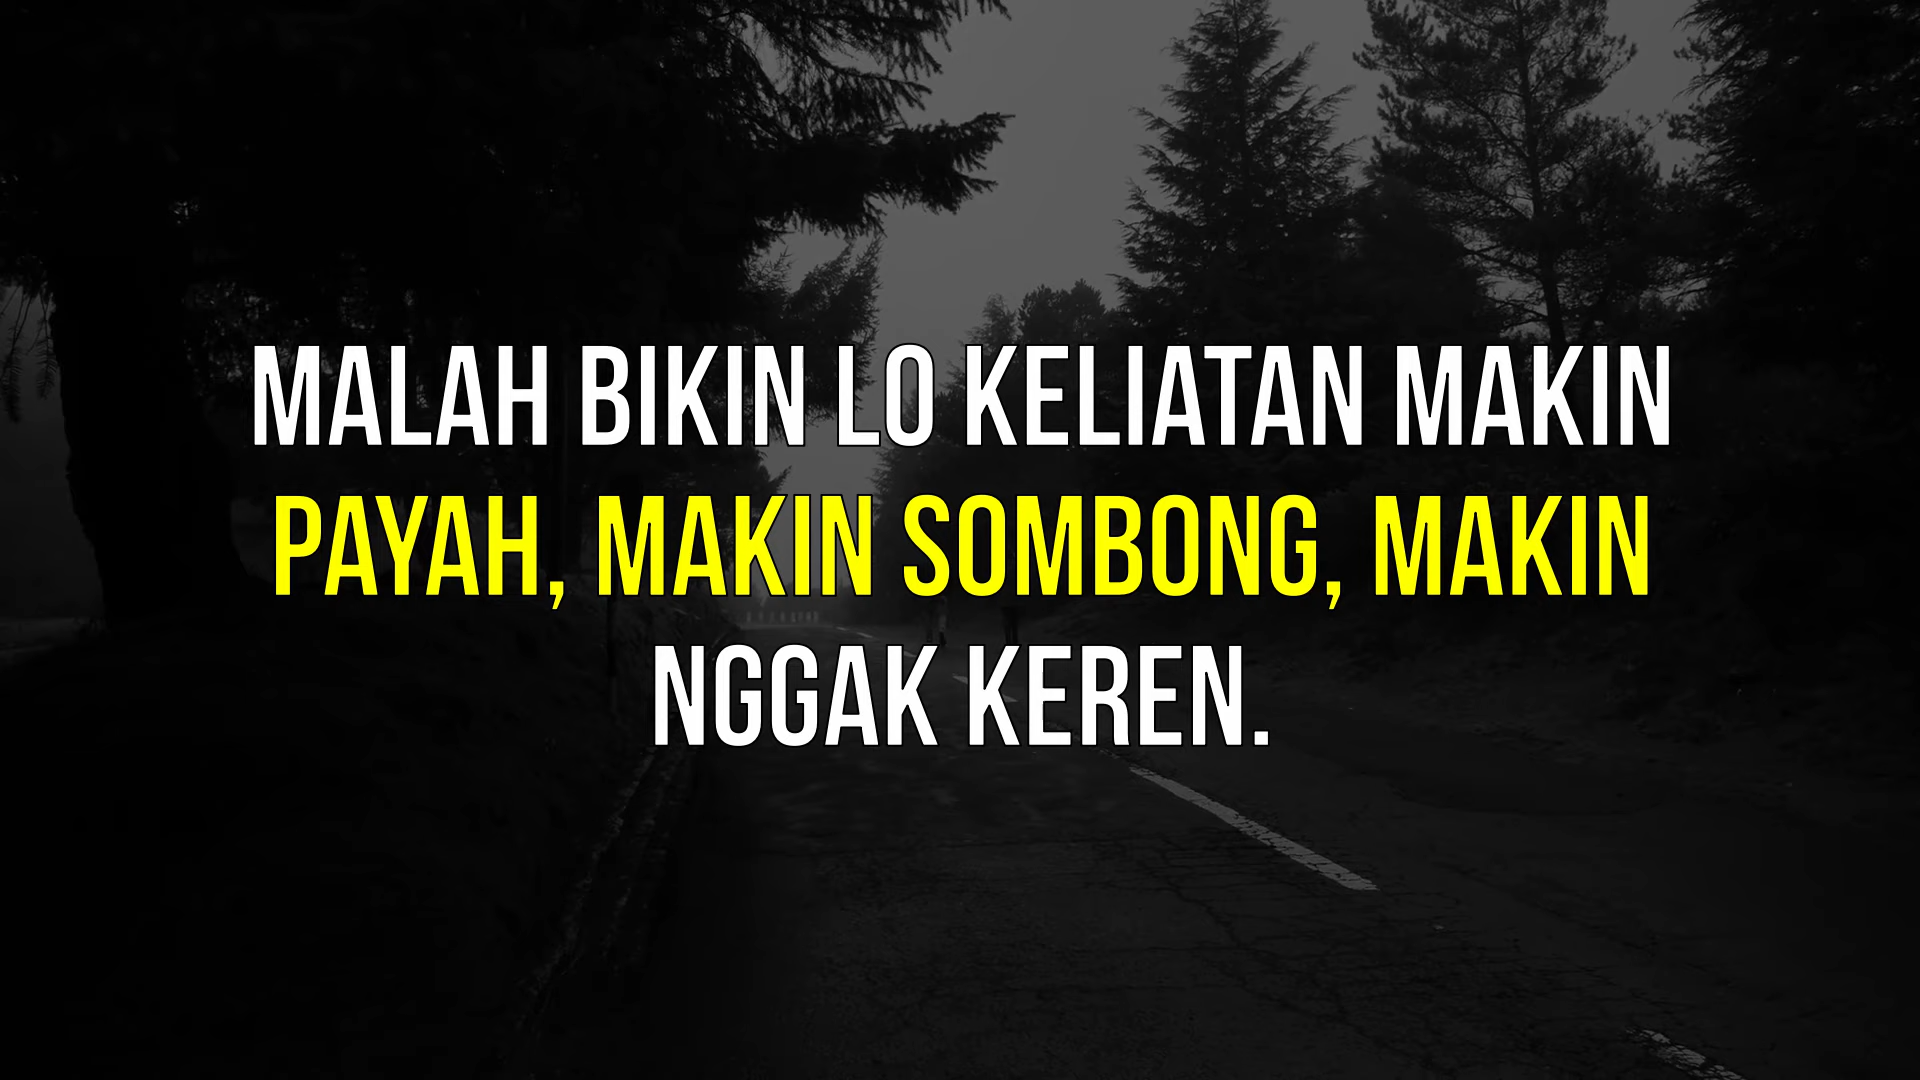 MALAH BIKIN LO KELIATAN MAKIN
PAYAH, MAKIN SOMBONG, MAKIN
NGGAK KEREN.